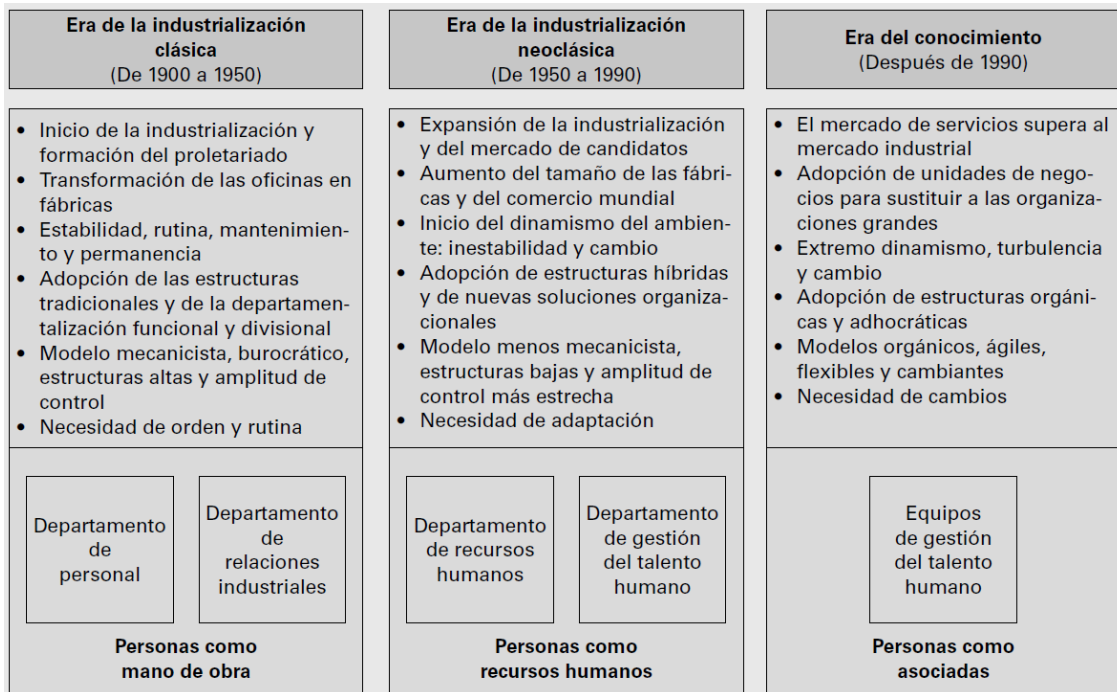 Era de la industrialización
clásica
(De 1900 a 1950)
• Inicio de la industrialización y
formación del proletariado
• Transformación de las oficinas en
fábricas
• Estabilidad, rutina, mantenimien-
to y permanencia
• Adopción de las estructuras
tradicionales y de la departamen-
talización funcional y divisional
• Modelo mecanicista, burocrático,
estructuras altas y amplitud de
control
• Necesidad de orden y rutina
Departamento
de
personal
Departamento
de
relaciones
industriales
Personas como
mano de obra
Era de la industrialización
neoclásica
(De 1950 a 1990)
• Expansión de la industrialización
y del mercado de candidatos
• Aumento del tamaño de las fábri-
cas y del comercio mundial
• Inicio del dinamismo del ambien-
te: inestabilidad y cambio
• Adopción de estructuras híbridas
y de nuevas soluciones organiza-
cionales
• Modelo menos mecanicista,
estructuras bajas y amplitud de
control más estrecha
• Necesidad de adaptación
Departamento
de recursos
humanos
Departamento
de gestión
del talento
humano
Personas como
recursos humanos
Era del conocimiento
(Después de 1990)
• El mercado de servicios supera al
mercado industrial
• Adopción de unidades de nego-
cios para sustituir a las organiza-
ciones grandes
• Extremo dinamismo, turbulencia
y cambio
• Adopción de estructuras orgáni-
cas y adhocráticas
• Modelos orgánicos, ágiles,
flexibles y cambiantes
• Necesidad de cambios
Equipos
de gestión
del talento
humano
Personas como
asociadas